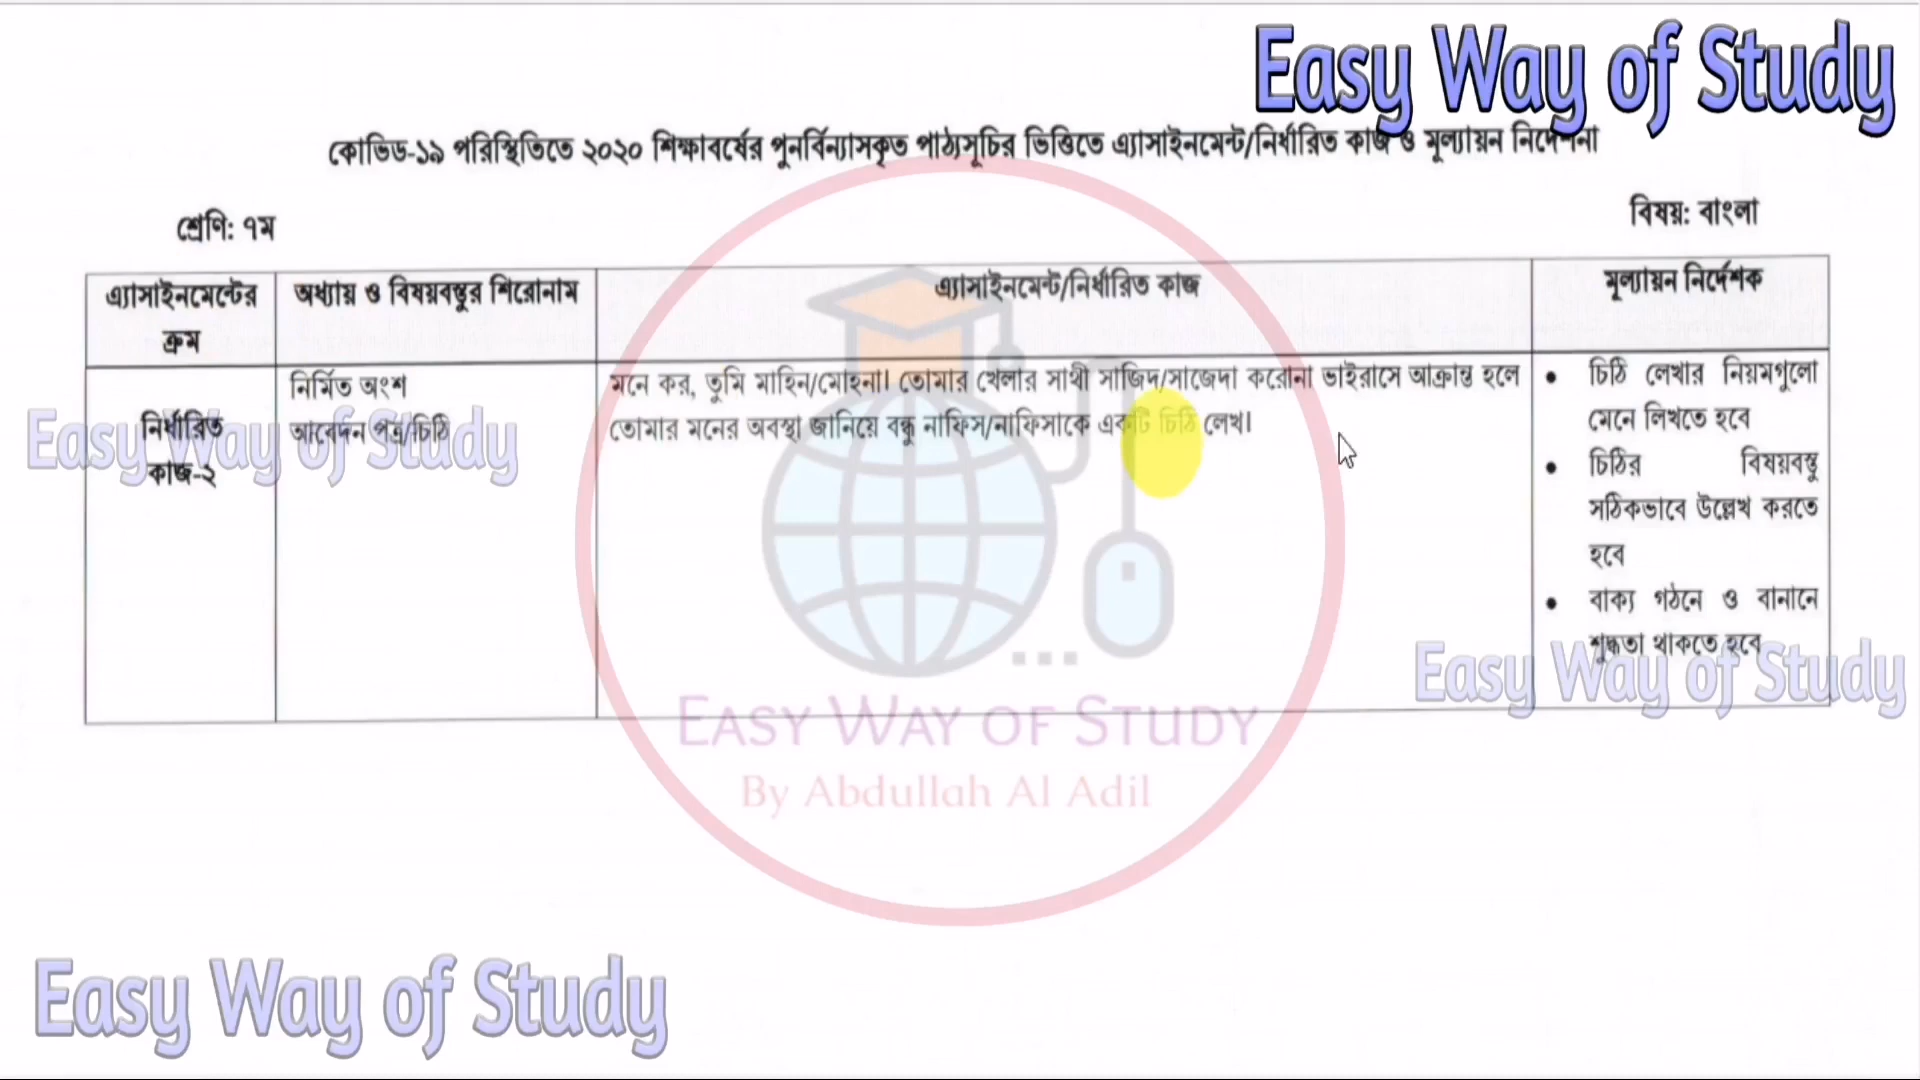 Easy Way of Study
কোভিড-১৯ পরিস্থিতিতে ২০২০ শিক্ষাবর্ষের পুনর্বিন্যাসকৃত পাঠ্যসূচির ভিত্তিতে এ্যাসাইনমেন্ট/নির্ধারিত কাজ ও মূল্যায়ন নির্দেশনা
শ্রেণি: ৭ম
বিষয়: বাংলা
এ্যাসাইনমেন্টের
ক্রম
অধ্যায় ও বিষয়বস্তুর শিরোনাম
এ্যাসাইনমেন্ট/নির্ধারিত কাজ
মূল্যায়ন নির্দেশক
নির্ধারিত
কাজ-২
নির্মিত অংশ
আবেদন পত্র/চিঠি
মনে কর, তুমি মাহিন/মোহনা। তোমার খেলার সাথী সাজিদ/সাজেদা করোনা ভাইরাসে আক্রান্ত হলে
তোমার মনের অবস্থা জানিয়ে বন্ধু নাফিস/নাফিসাকে একটি চিঠি লেখ।
• চিঠি লেখার নিয়মগুলো
মেনে লিখতে হবে
• চিঠির বিষয়বস্তু
সঠিকভাবে উল্লেখ করতে
হবে
• বাক্য গঠনে ও বানানে
শুদ্ধতা থাকতে হবে
Easy Way of Study
Easy Way of Study
EASY WAY OF STUDY
By Abdullah Al Adil
Easy Way of Study